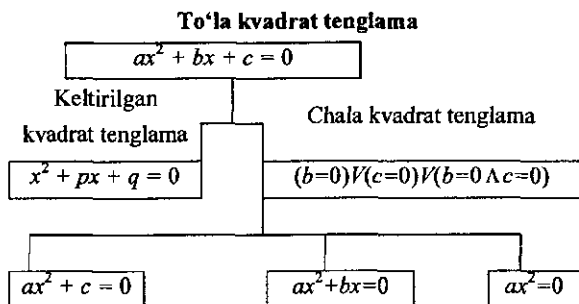 To‘la kvadrat tenglama
ax² + bx + c = 0
Keltirilgan
kvadrat tenglama
Chala kvadrat tenglama
x² + px + q = 0
(b=0)V(c=0)V(b=0 Λ c=0)
ax² + c = 0
ax²+bx=0
ax²=0